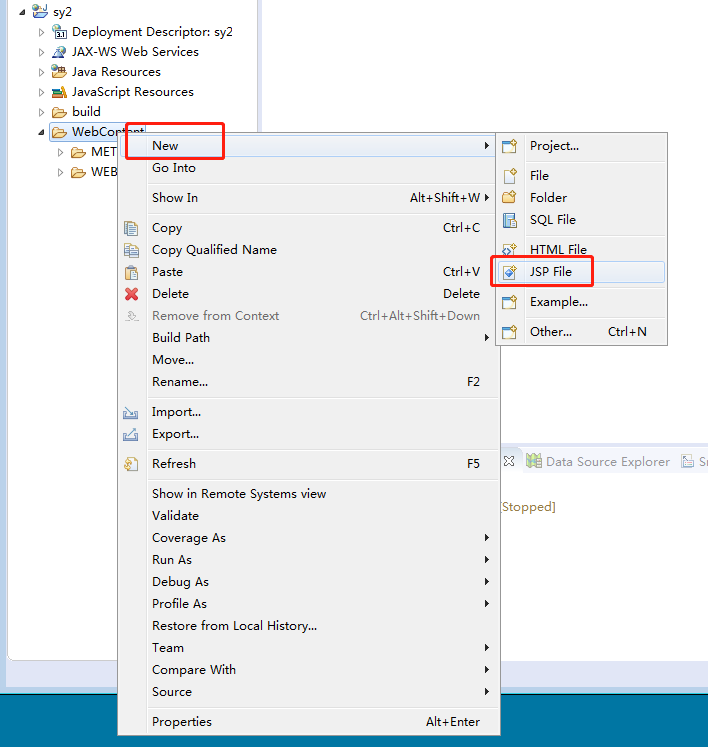 sy2
Deployment Descriptor: sy2
JAX-WS Web Services
Java Resources
JavaScript Resources
build
WebContent
MET
WEB
New
Go Into
Show In Alt+Shift+W
Copy Ctrl+C
Copy Qualified Name
Paste Ctrl+V
Delete Delete
Remove from Context Ctrl+Alt+Shift+Down
Build Path
Move...
Rename... F2
Import...
Export...
Refresh F5
Show in Remote Systems view
Validate
Coverage As
Run As
Debug As
Profile As
Restore from Local History...
Team
Compare With
Source
Properties Alt+Enter
Project...
File
Folder
SQL File
HTML File
JSP File
Example...
Other... Ctrl+N
Data Source Explorer
[Stopped]